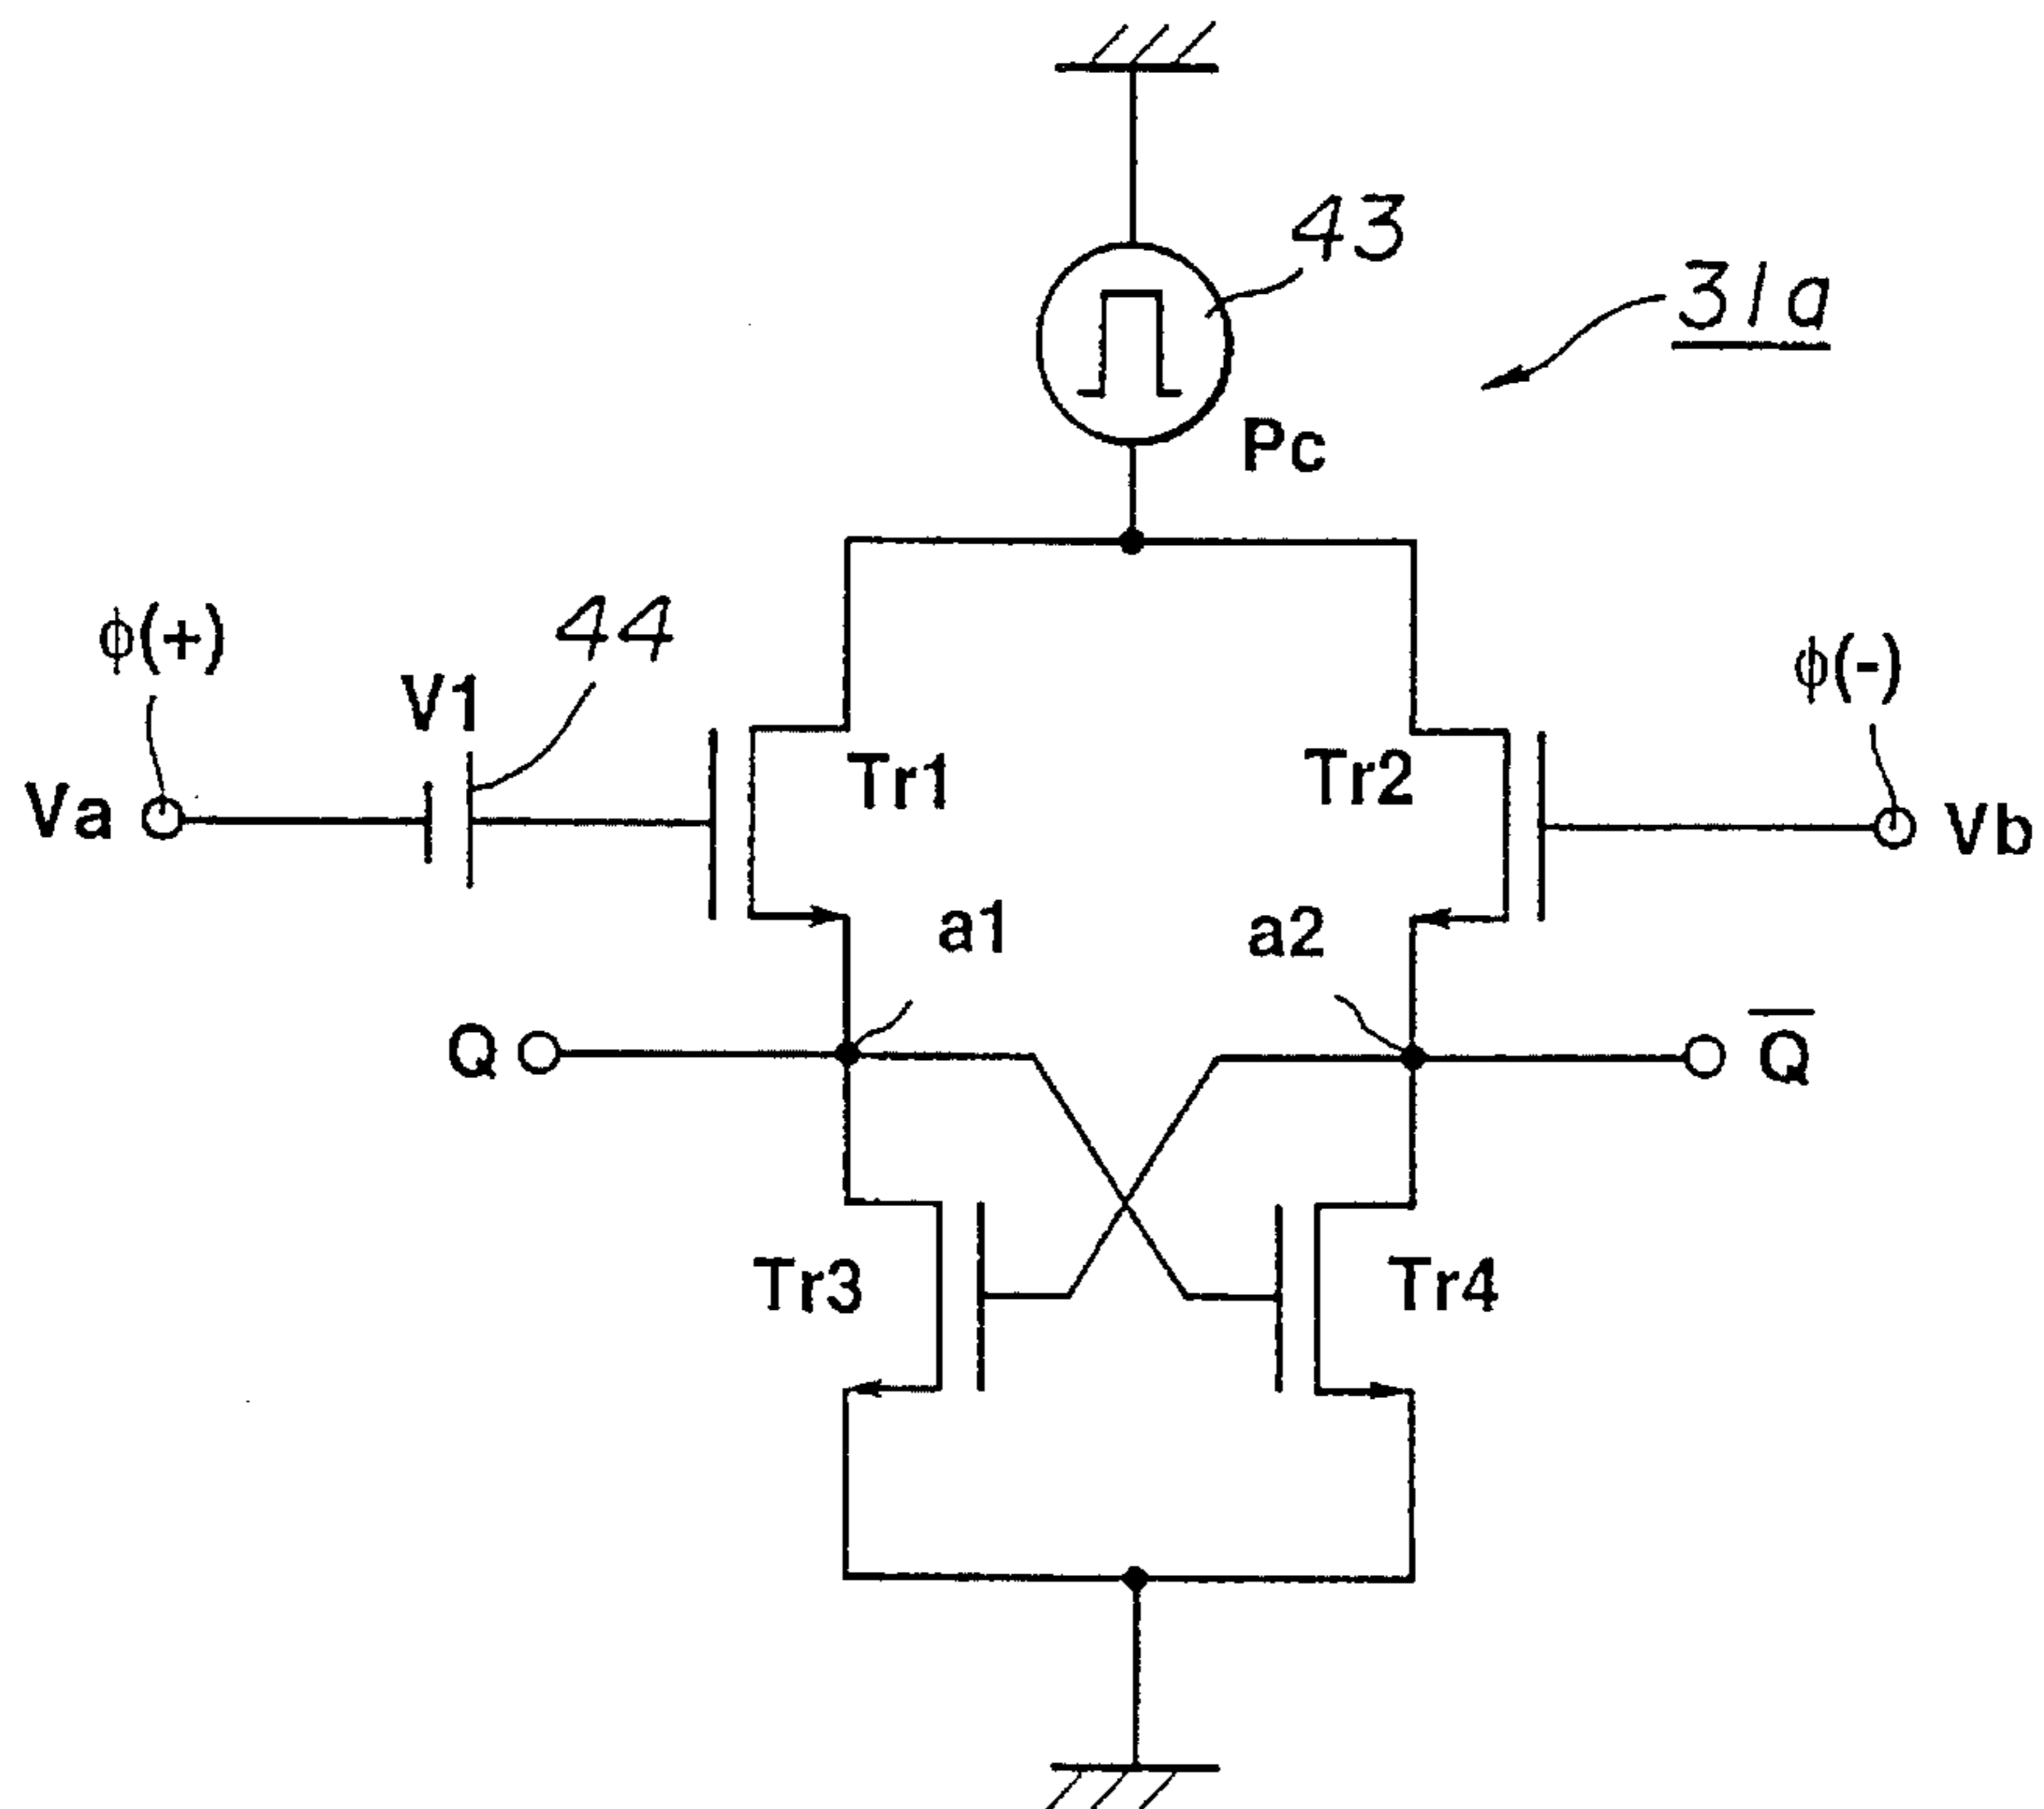 43
31a
Pc
φ(+)
44
V1
φ(-)
Va
Tr1
Tr2
Vb
a1
a2
Q
Q̅
Tr3
Tr4